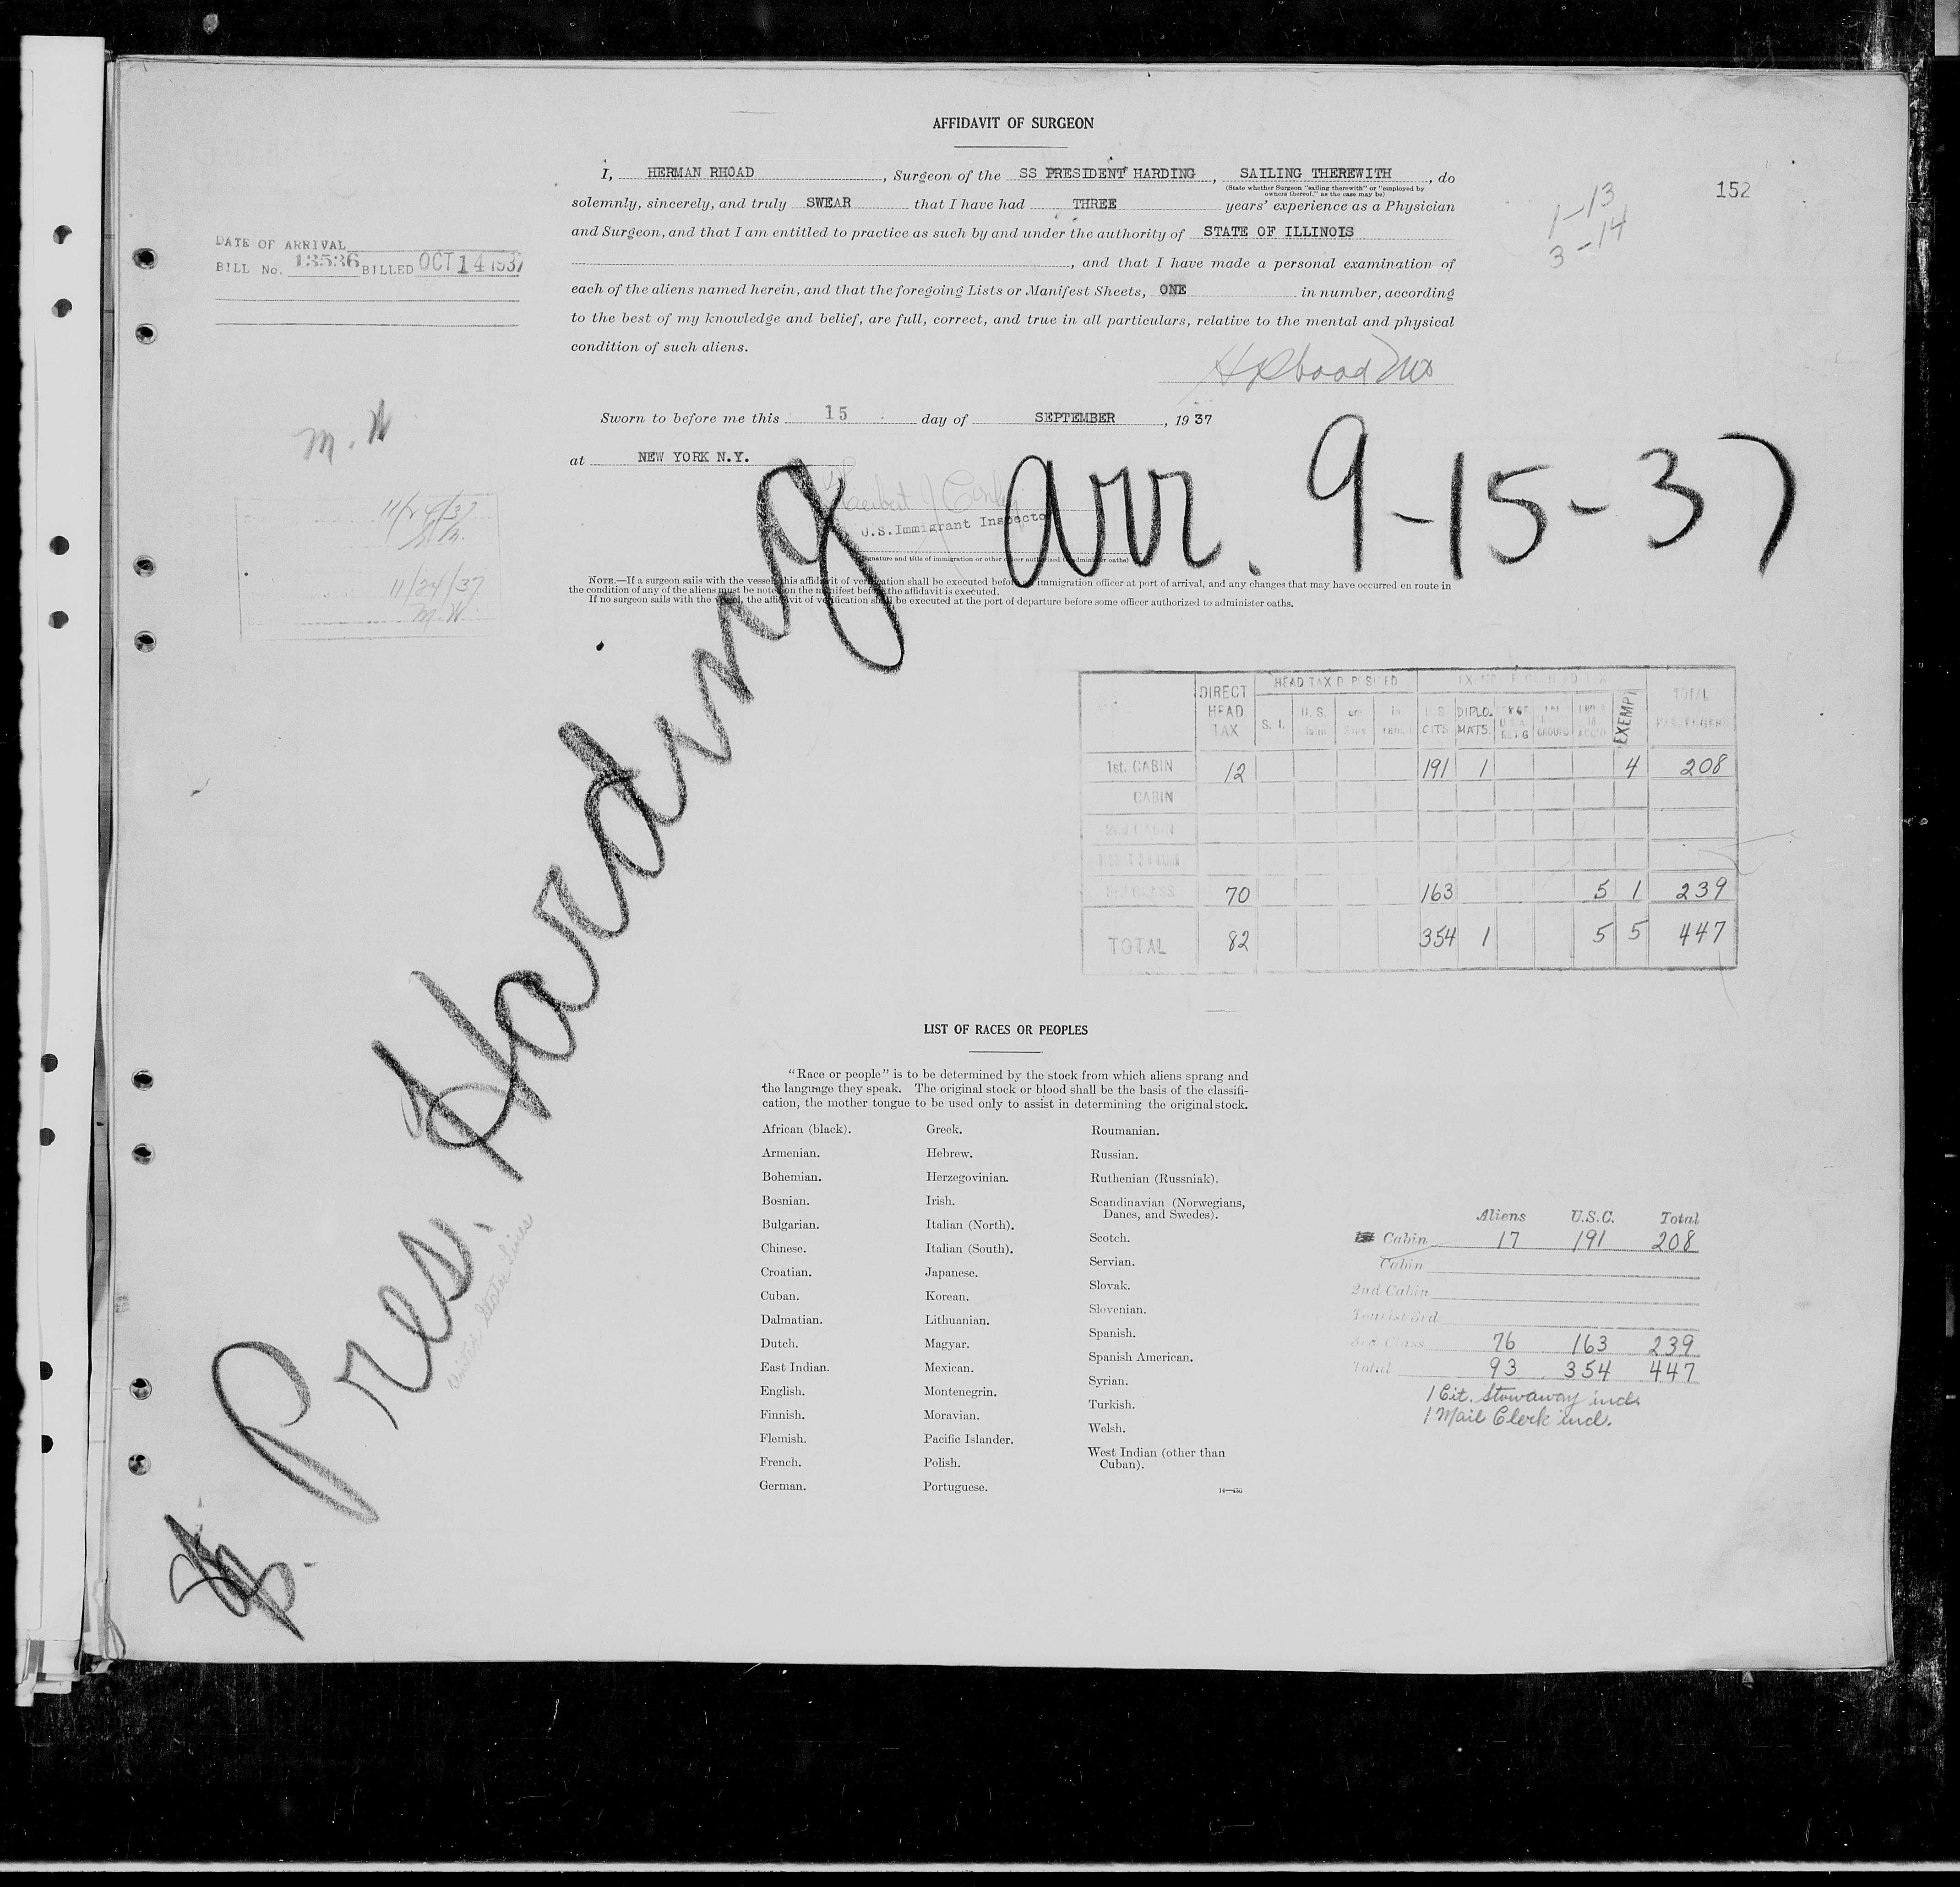 AFFIDAVIT OF SURGEON
I, HERMAN RHOAD, Surgeon of the SS PRESIDENT HARDING, SAILING THEREWITH, do
(State whether Surgeon "sailing therewith" or "employed by
owners thereof," as the case may be)
152
1-13
3-14
solemnly, sincerely, and truly SWEAR that I have had THREE years' experience as a Physician
and Surgeon, and that I am entitled to practice as such by and under the authority of STATE OF ILLINOIS
, and that I have made a personal examination of
each of the aliens named herein, and that the foregoing Lists or Manifest Sheets, ONE in number, according
to the best of my knowledge and belief, are full, correct, and true in all particulars, relative to the mental and physical
condition of such aliens.
DATE OF ARRIVAL
BILL No. 13536 BILLED OCT 14 1937
H Rhoad MD
Sworn to before me this 15 day of SEPTEMBER, 1937
at NEW YORK N.Y.
M. W
11/24/37
11/24/37
M.W.
U.S. Immigrant Inspector
NOTE.—If a surgeon sails with the vessel, this affidavit of verification shall be executed before immigration officer at port of arrival, and any changes that may have occurred en route in
the condition of any of the aliens must be noted on the manifest before the affidavit is executed.
If no surgeon sails with the vessel, the affidavit of verification shall be executed at the port of departure before some officer authorized to administer oaths.
Pres. Harding arr. 9-15-37
United States Lines
DIRECT HEAD TAX
HEAD TAX DEPOSITED
S. I. U.S.
U.S. CITS DIPLO. MATS. EXEMPT
TOTAL PASSENGERS
1st. CABIN 12 191 1 4 208
CABIN
2nd CABIN
3rd CLASS 70 163 5 1 239
TOTAL 82 354 1 5 5 447
LIST OF RACES OR PEOPLES
"Race or people" is to be determined by the stock from which aliens sprang and
the language they speak. The original stock or blood shall be the basis of the classifi-
cation, the mother tongue to be used only to assist in determining the original stock.
African (black).
Armenian.
Bohemian.
Bosnian.
Bulgarian.
Chinese.
Croatian.
Cuban.
Dalmatian.
Dutch.
East Indian.
English.
Finnish.
Flemish.
French.
German.
Greek.
Hebrew.
Herzegovinian.
Irish.
Italian (North).
Italian (South).
Japanese.
Korean.
Lithuanian.
Magyar.
Mexican.
Montenegrin.
Moravian.
Pacific Islander.
Polish.
Portuguese.
Roumanian.
Russian.
Ruthenian (Russniak).
Scandinavian (Norwegians,
Danes, and Swedes).
Scotch.
Servian.
Slovak.
Slovenian.
Spanish.
Spanish American.
Syrian.
Turkish.
Welsh.
West Indian (other than
Cuban).
14—450
Aliens U.S.C. Total
Cabin 17 191 208
Cabin
2nd Cabin
Tourist 3rd
3rd Class 76 163 239
Total 93 354 447
1 Cit. Stowaway incl.
1 Mail Clerk incl.